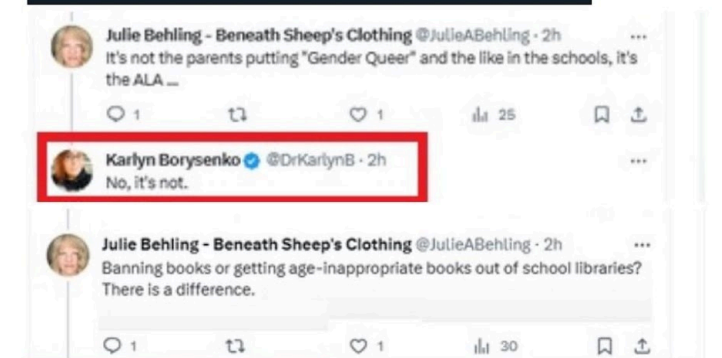 Julie Behling - Beneath Sheep's Clothing @JulieABehling · 2h
It's not the parents putting "Gender Queer" and the like in the schools, it's
the ALA ...
1 1 25
Karlyn Borysenko @DrKarlynB · 2h
No, it's not.
Julie Behling - Beneath Sheep's Clothing @JulieABehling · 2h
Banning books or getting age-inappropriate books out of school libraries?
There is a difference.
1 1 30